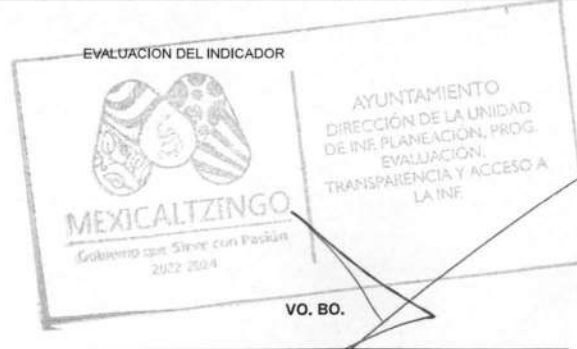 EVALUACION DEL INDICADOR
MEXICALTZINGO
Gobierno que Sirve con Pasión
2022-2024
AYUNTAMIENTO
DIRECCIÓN DE LA UNIDAD
DE INF. PLANEACIÓN, PROG.
EVALUACIÓN,
TRANSPARENCIA Y ACCESO A
LA INF.
VO. BO.